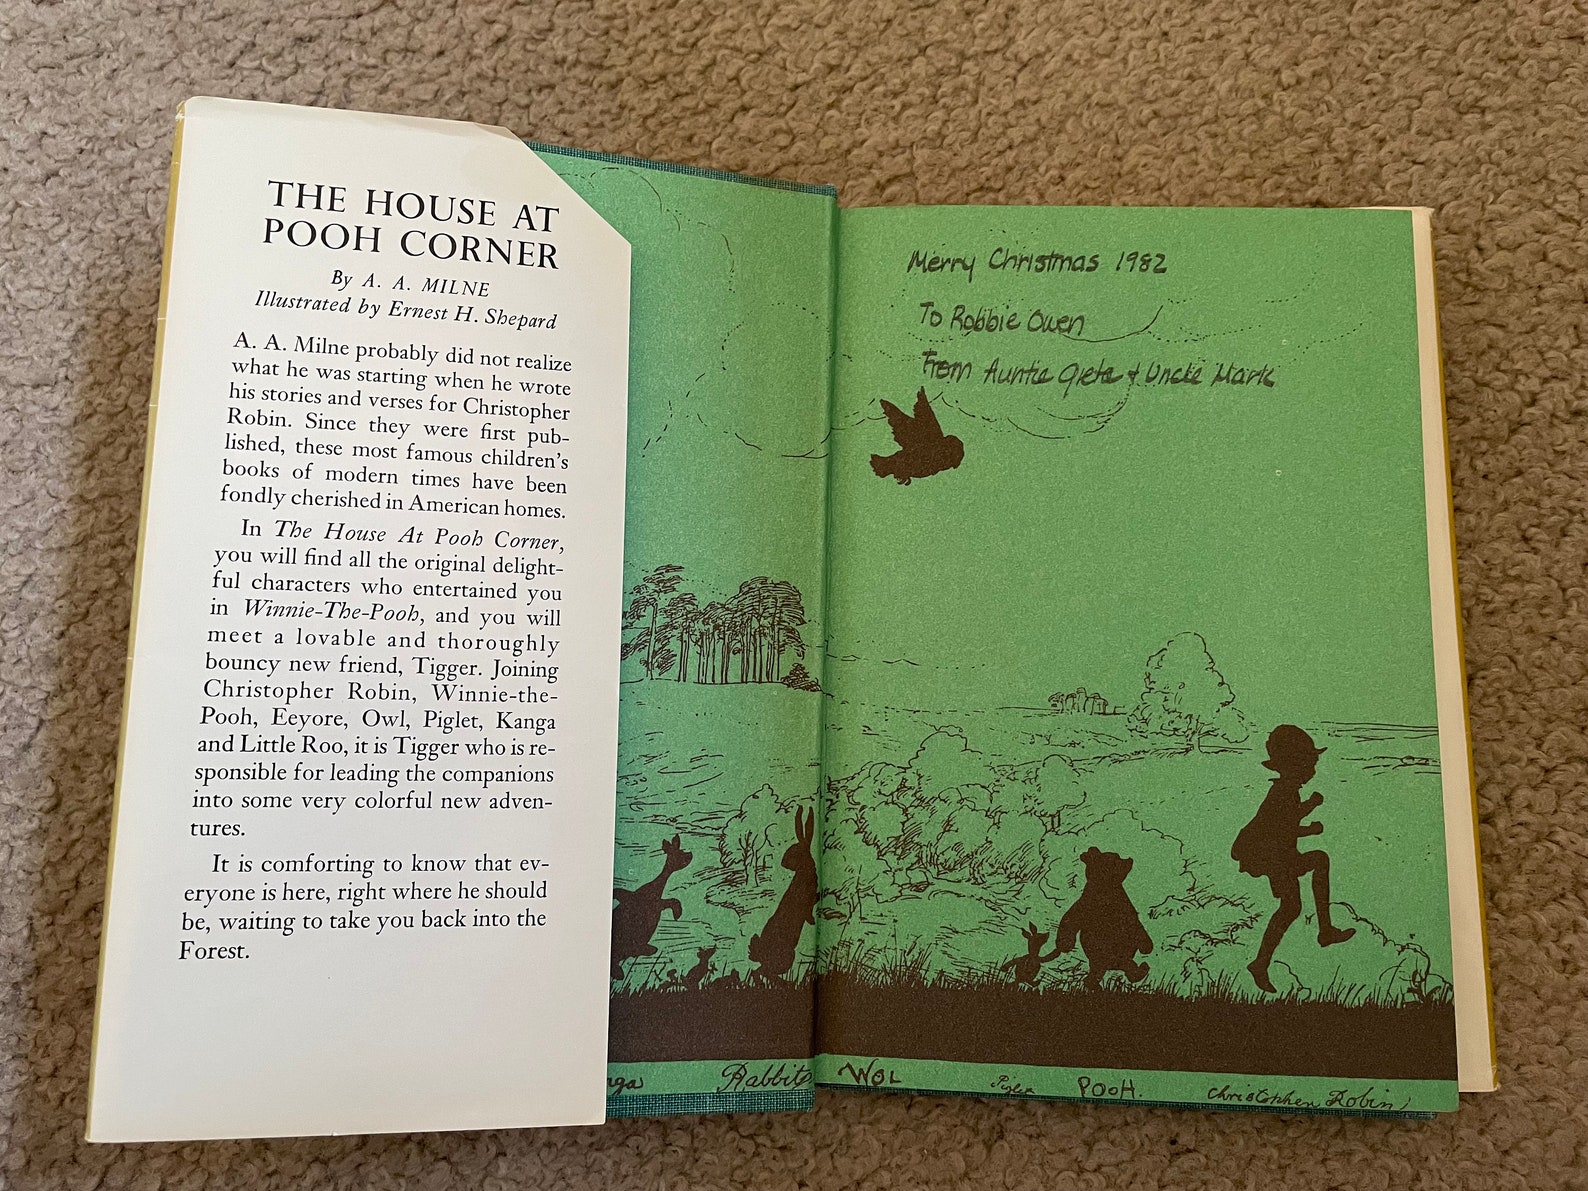 THE HOUSE AT
POOH CORNER
By A. A. MILNE
Illustrated by Ernest H. Shepard
A. A. Milne probably did not realize
what he was starting when he wrote
his stories and verses for Christopher
Robin. Since they were first pub-
lished, these most famous children's
books of modern times have been
fondly cherished in American homes.
In The House At Pooh Corner,
you will find all the original delight-
ful characters who entertained you
in Winnie-The-Pooh, and you will
meet a lovable and thoroughly
bouncy new friend, Tigger. Joining
Christopher Robin, Winnie-the-
Pooh, Eeyore, Owl, Piglet, Kanga
and Little Roo, it is Tigger who is re-
sponsible for leading the companions
into some very colorful new adven-
tures.
It is comforting to know that ev-
eryone is here, right where he should
be, waiting to take you back into the
Forest.
Merry Christmas 1982
To Robbie Owen
From Auntie Greta + Uncle Mark
nga Rabbits WOL Piglet POOH. Christopher Robin